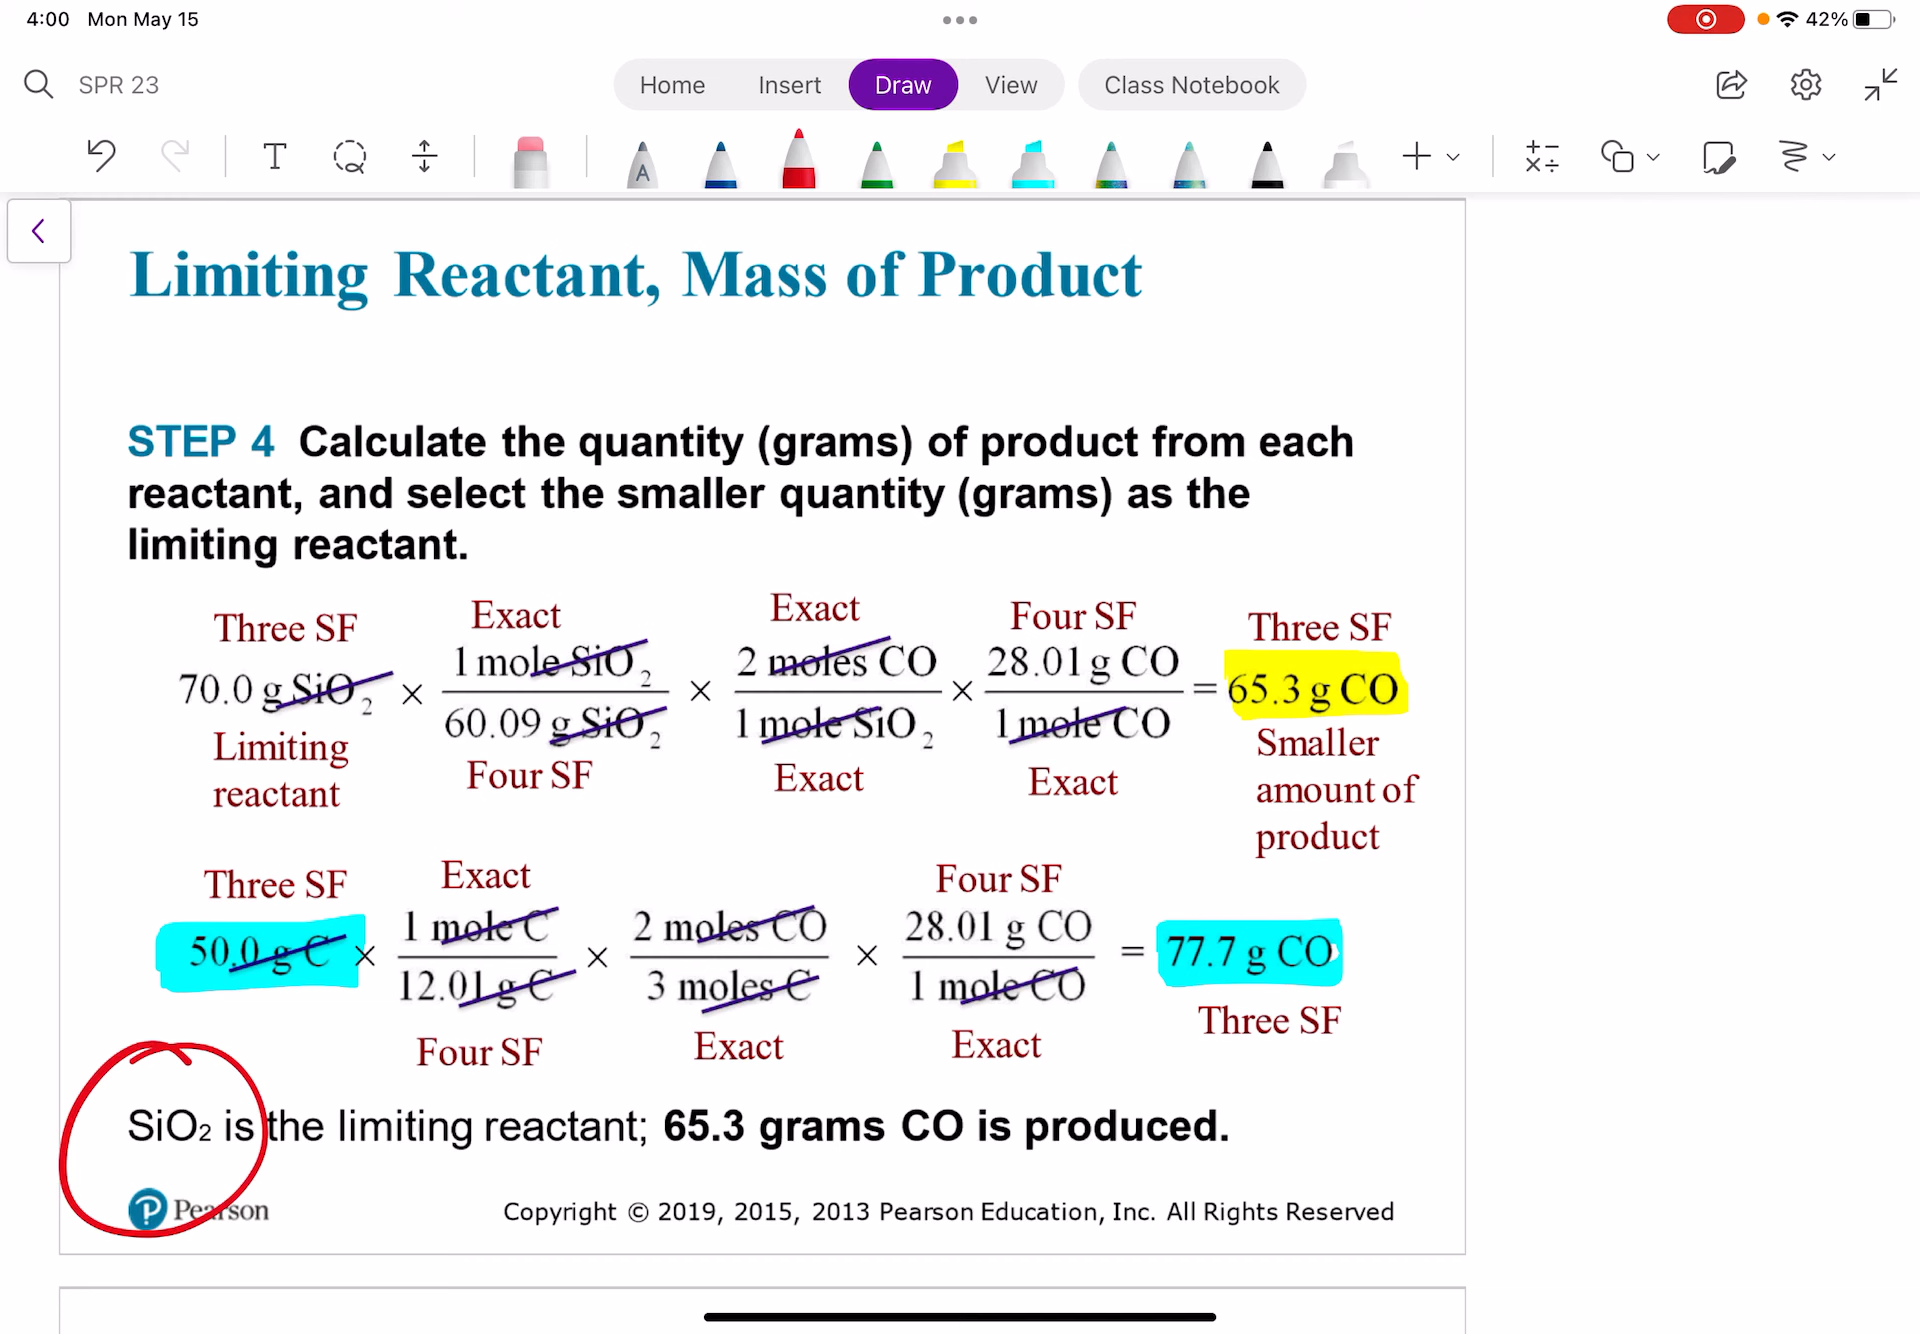 4:00 Mon May 15
42%
SPR 23
Home Insert Draw View Class Notebook
T
A
Limiting Reactant, Mass of Product
STEP 4 Calculate the quantity (grams) of product from each
reactant, and select the smaller quantity (grams) as the
limiting reactant.
Three SF Exact Exact Four SF Three SF
70.0 g SiO₂ × 1 mole SiO₂ / 60.09 g SiO₂ × 2 moles CO / 1 mole SiO₂ × 28.01 g CO / 1 mole CO = 65.3 g CO
Limiting
reactant
Four SF Exact Exact
Smaller
amount of
product
Three SF Exact Four SF
50.0 g C × 1 mole C / 12.01 g C × 2 moles CO / 3 moles C × 28.01 g CO / 1 mole CO = 77.7 g CO
Four SF Exact Exact Three SF
SiO₂ is the limiting reactant; 65.3 grams CO is produced.
P Pearson
Copyright © 2019, 2015, 2013 Pearson Education, Inc. All Rights Reserved